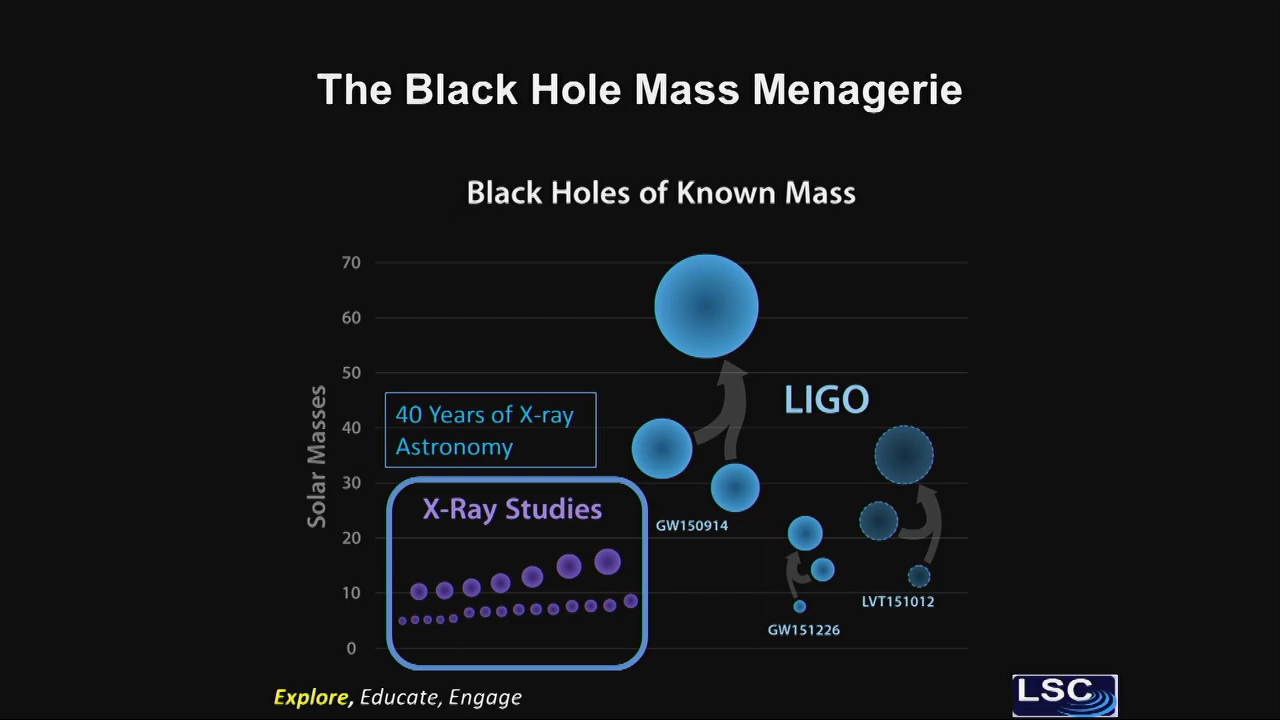 The Black Hole Mass Menagerie
Black Holes of Known Mass
70
60
50
40
30
20
10
0
Solar Masses
40 Years of X-ray
Astronomy
X-Ray Studies
LIGO
GW150914
GW151226
LVT151012
Explore, Educate, Engage
LSC